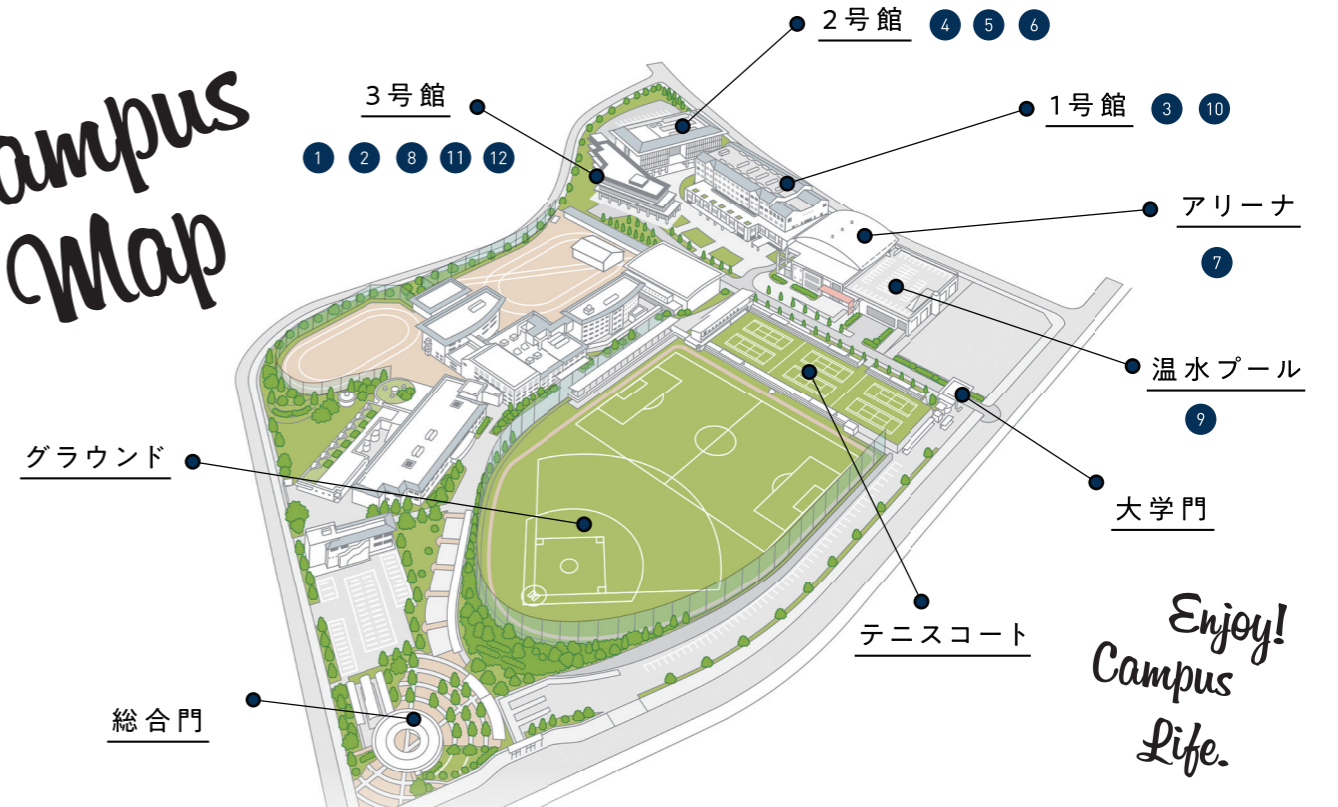 ampus
Map
2号館 4 5 6
3号館
1 2 8 11 12
1号館 3 10
アリーナ
7
温水プール
9
大学門
グラウンド
テニスコート
総合門
Enjoy!
Campus
Life.